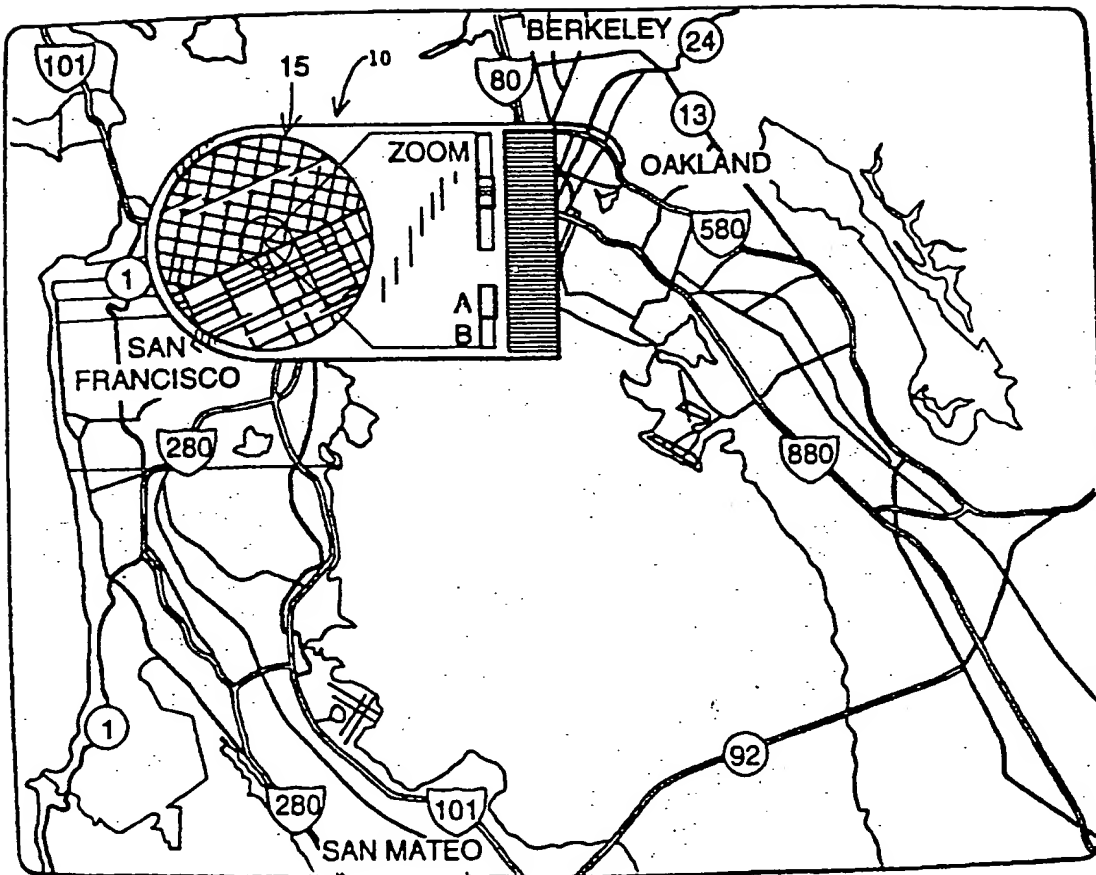 BERKELEY
24
101
15
10
80
13
ZOOM
OAKLAND
580
1
A
B
SAN
FRANCISCO
280
880
1
92
280
101
SAN MATEO